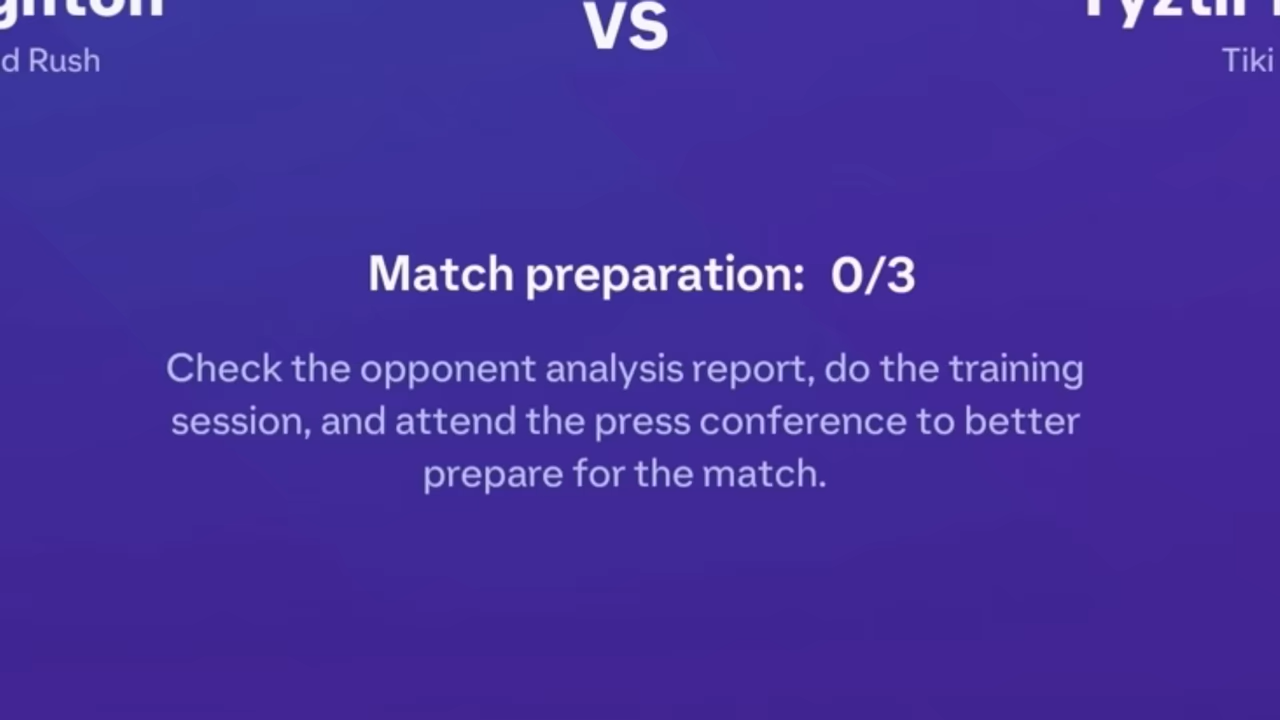 VS
d Rush
Tiki
Match preparation: 0/3
Check the opponent analysis report, do the training
session, and attend the press conference to better
prepare for the match.